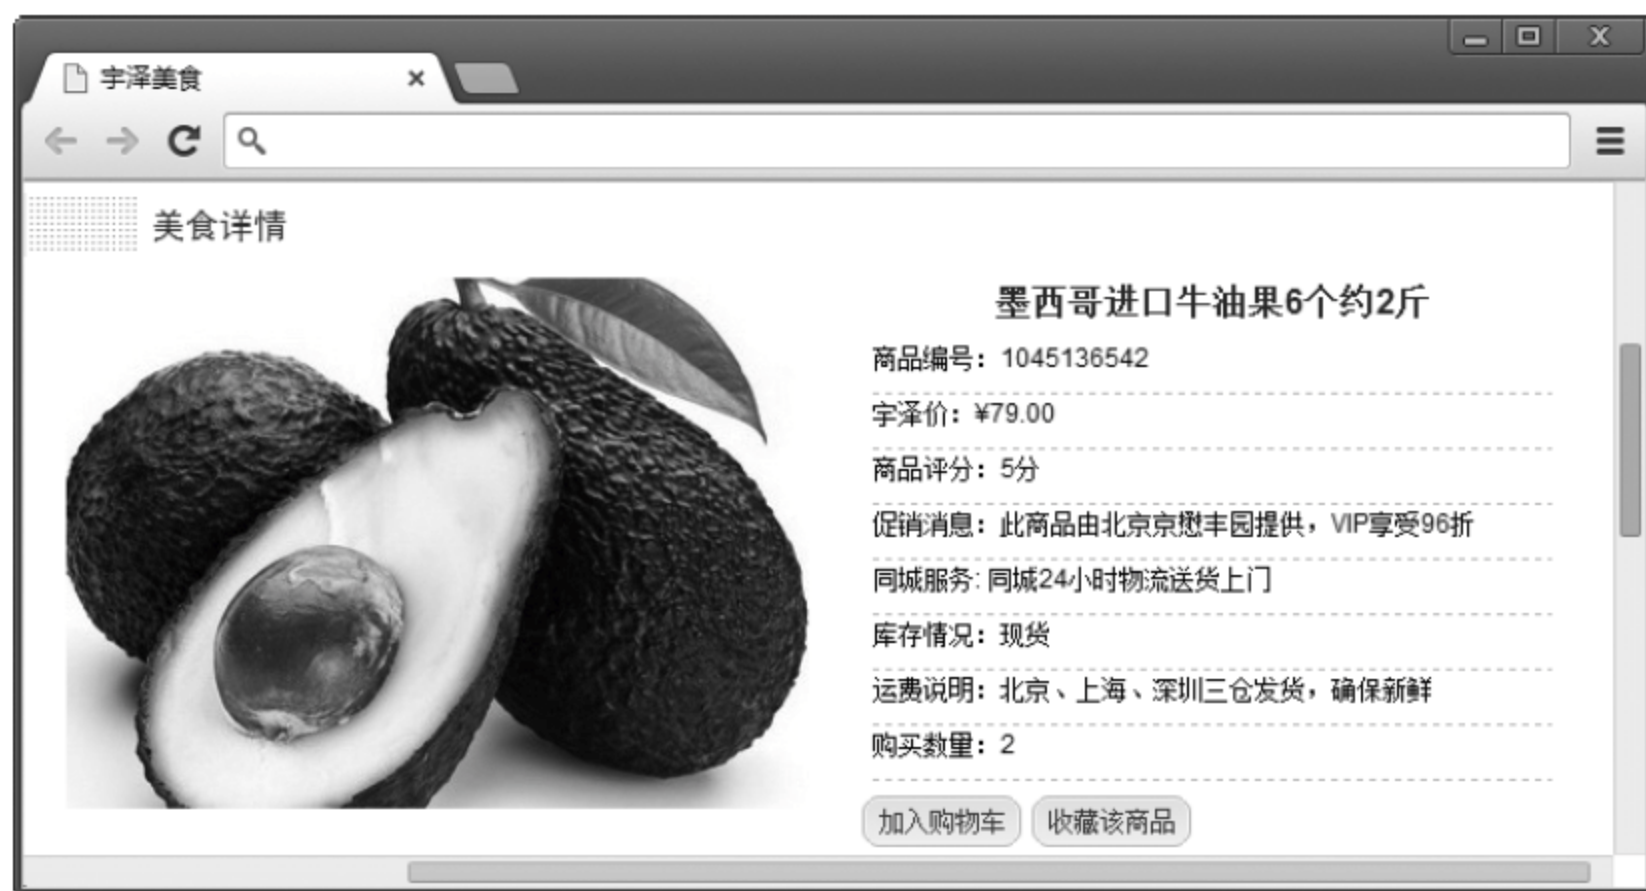 宇泽美食
美食详情
墨西哥进口牛油果6个约2斤
商品编号：1045136542
宇泽价：¥79.00
商品评分：5分
促销消息：此商品由北京京懋丰园提供，VIP享受96折
同城服务: 同城24小时物流送货上门
库存情况：现货
运费说明：北京、上海、深圳三仓发货，确保新鲜
购买数量：2
加入购物车 收藏该商品